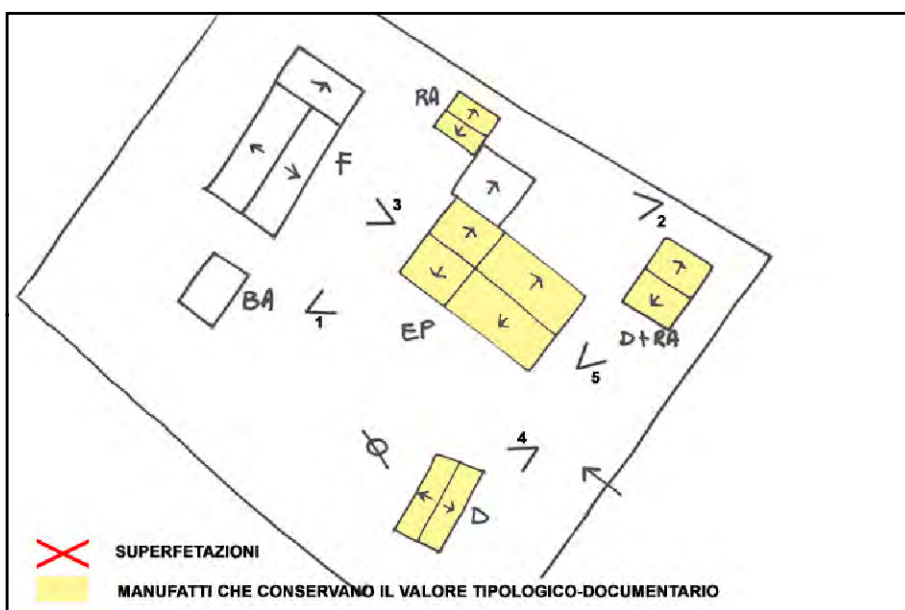 RA
F
3
2
BA
1
EP
D+RA
5
4
D
SUPERFETAZIONI
MANUFATTI CHE CONSERVANO IL VALORE TIPOLOGICO-DOCUMENTARIO